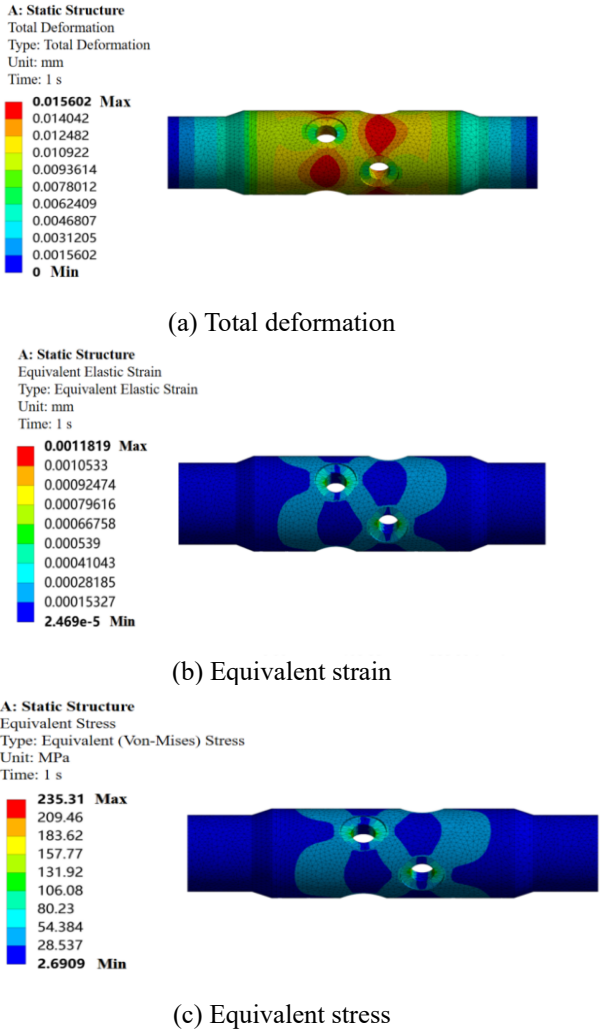 A: Static Structure
Total Deformation
Type: Total Deformation
Unit: mm
Time: 1 s
0.015602 Max
0.014042
0.012482
0.010922
0.0093614
0.0078012
0.0062409
0.0046807
0.0031205
0.0015602
0 Min
(a) Total deformation
A: Static Structure
Equivalent Elastic Strain
Type: Equivalent Elastic Strain
Unit: mm
Time: 1 s
0.0011819 Max
0.0010533
0.00092474
0.00079616
0.00066758
0.000539
0.00041043
0.00028185
0.00015327
2.469e-5 Min
(b) Equivalent strain
A: Static Structure
Equivalent Stress
Type: Equivalent (Von-Mises) Stress
Unit: MPa
Time: 1 s
235.31 Max
209.46
183.62
157.77
131.92
106.08
80.23
54.384
28.537
2.6909 Min
(c) Equivalent stress